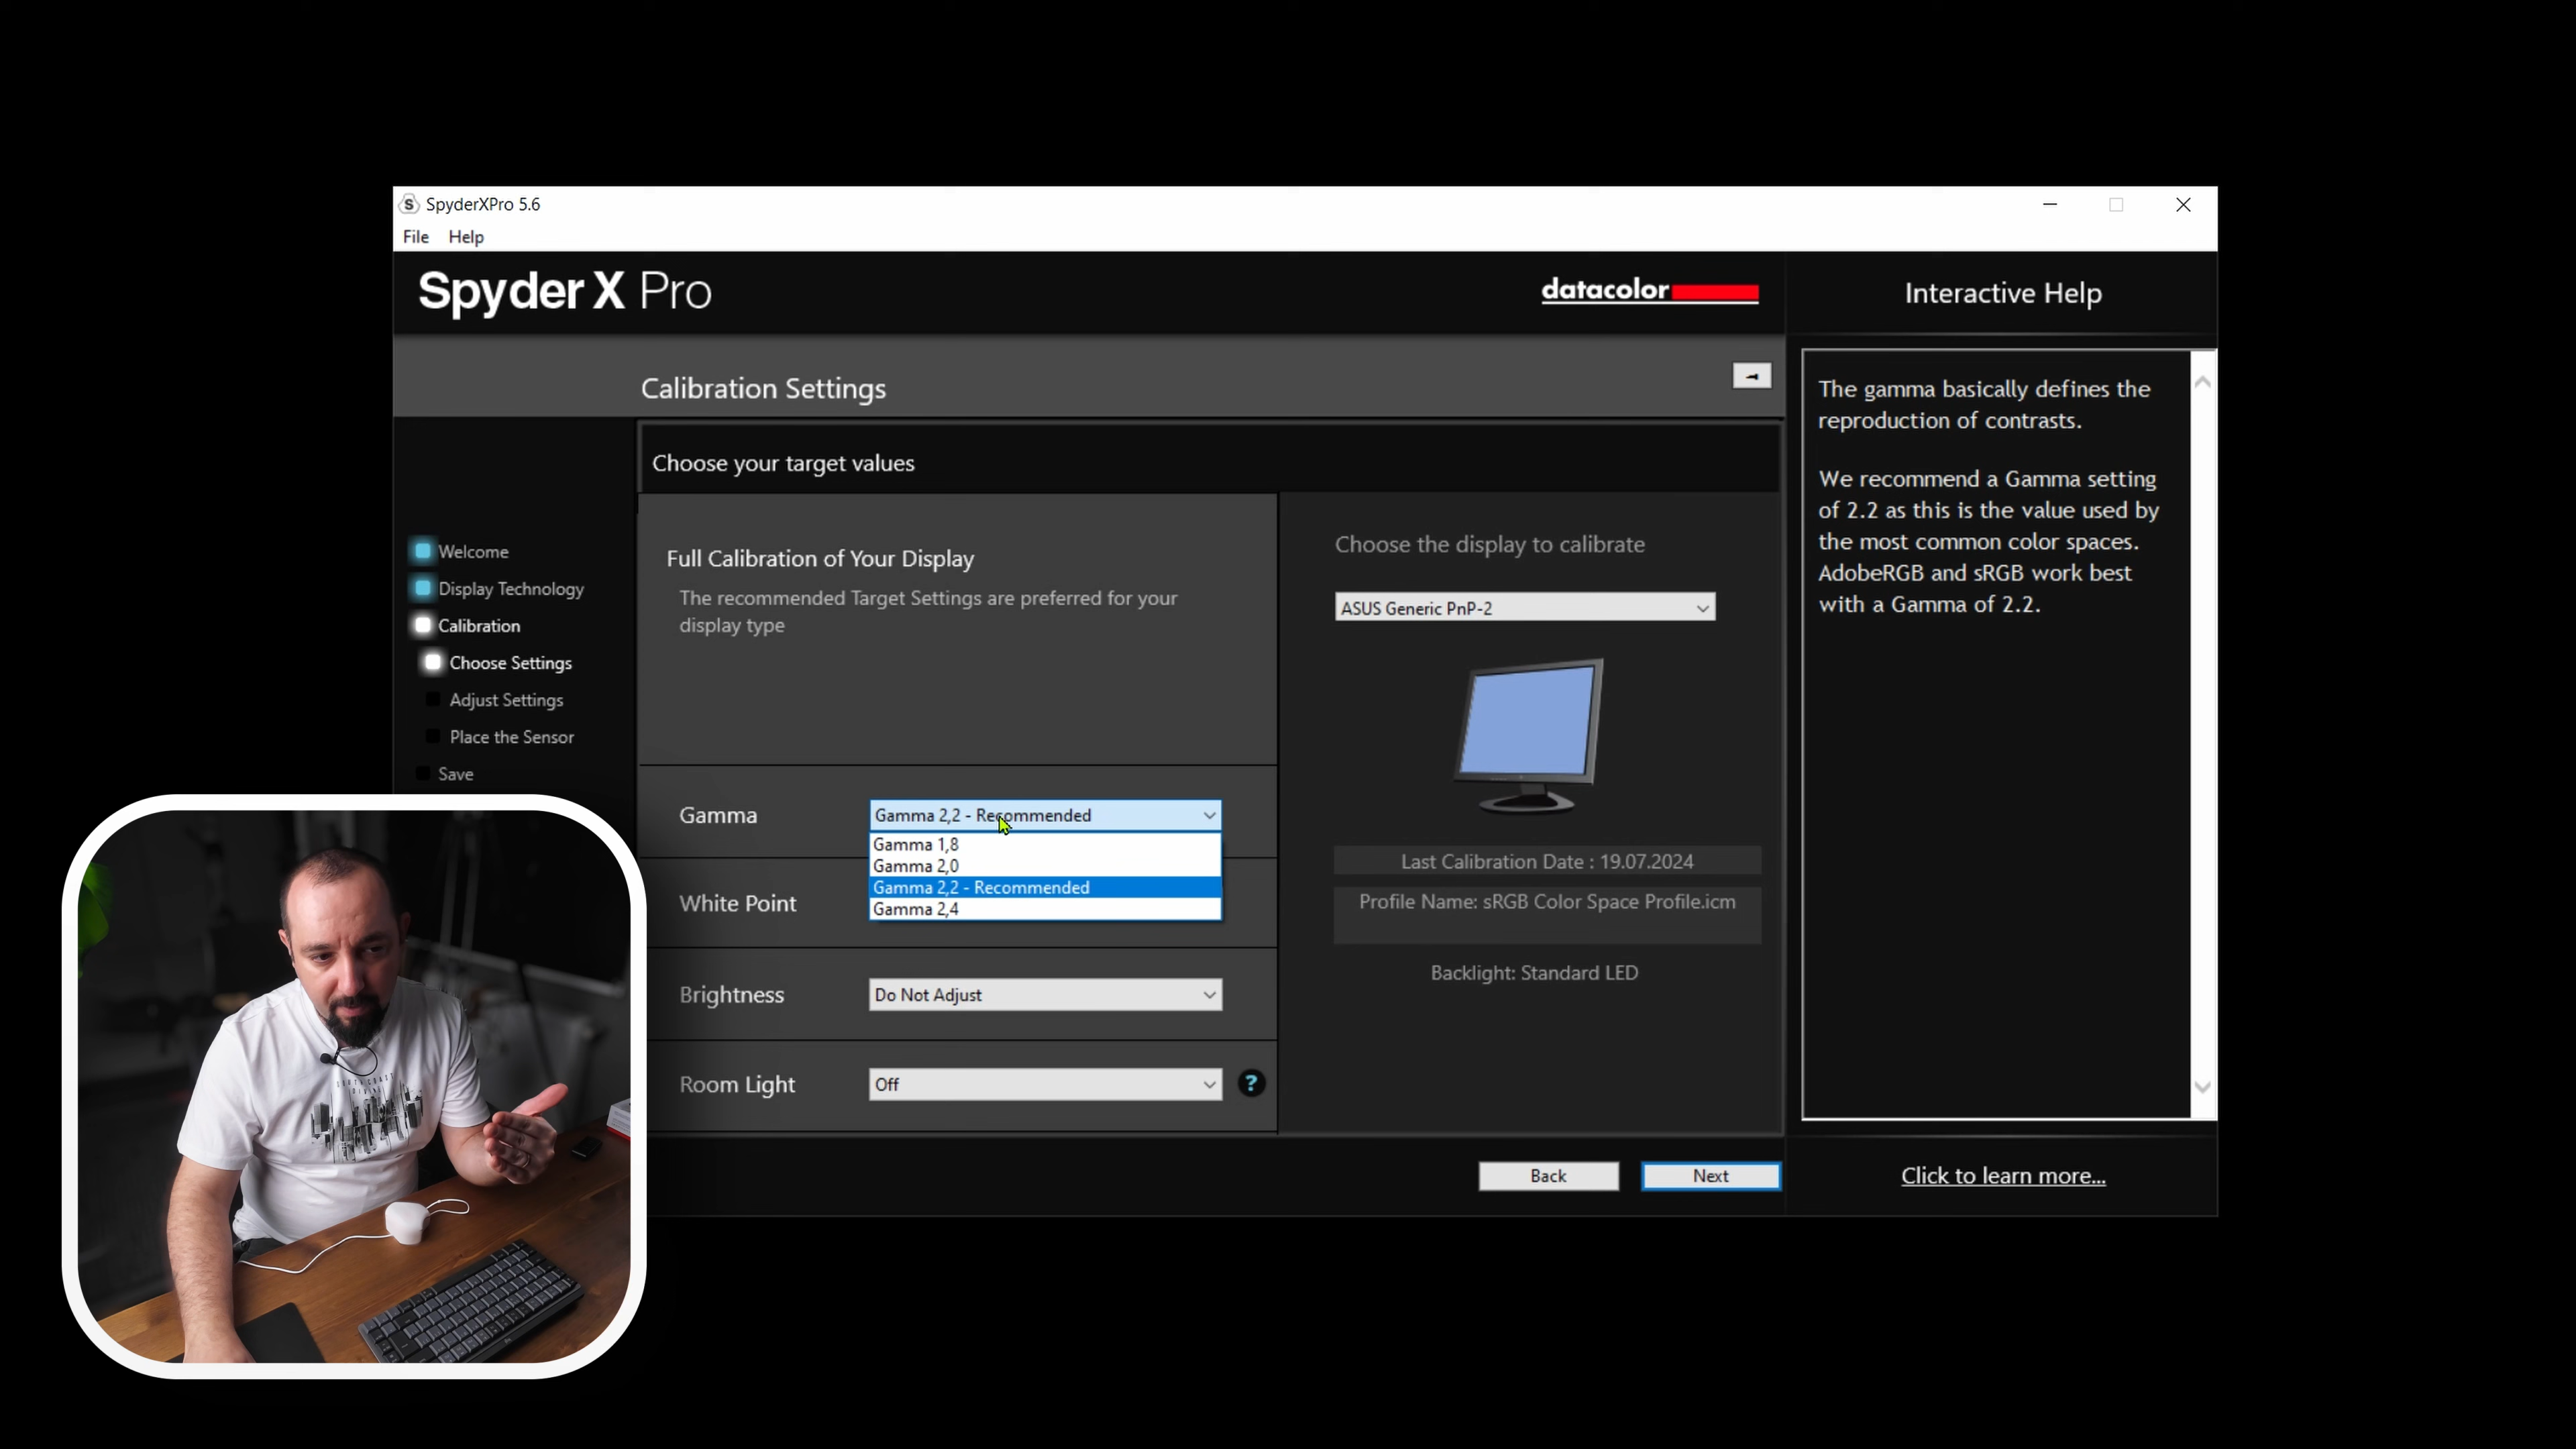 SpyderXPro 5.6
File Help
Spyder X Pro
datacolor
Interactive Help
Calibration Settings
Choose your target values
Welcome
Display Technology
Calibration
Choose Settings
Adjust Settings
Place the Sensor
Save
Full Calibration of Your Display
The recommended Target Settings are preferred for your
display type
Gamma
Gamma 2,2 - Recommended
Gamma 1,8
Gamma 2,0
Gamma 2,2 - Recommended
Gamma 2,4
White Point
Brightness
Do Not Adjust
Room Light
Off
?
Choose the display to calibrate
ASUS Generic PnP-2
Last Calibration Date : 19.07.2024
Profile Name: sRGB Color Space Profile.icm
Backlight: Standard LED
Back
Next
The gamma basically defines the
reproduction of contrasts.
We recommend a Gamma setting
of 2.2 as this is the value used by
the most common color spaces.
AdobeRGB and sRGB work best
with a Gamma of 2.2.
Click to learn more...